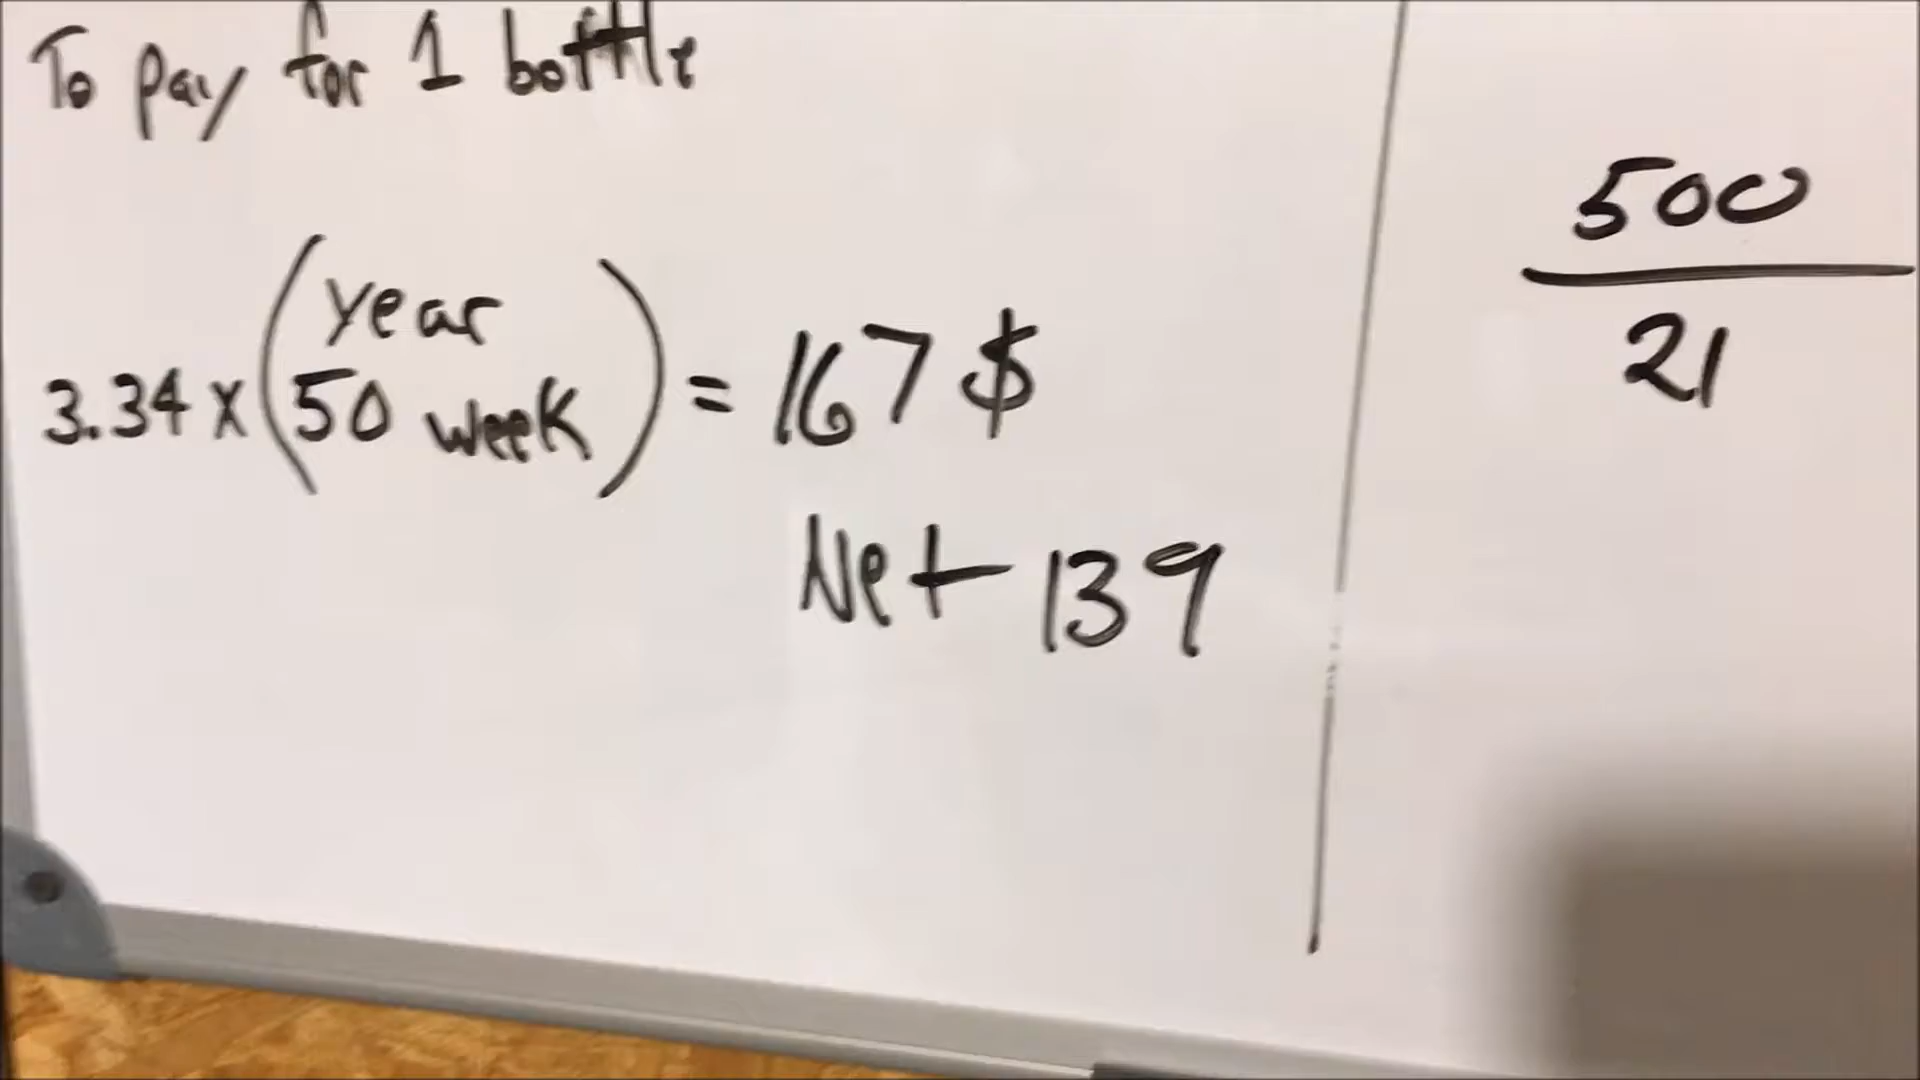 To pay for 1 bottle
year
3.34 x (50 week) = 167 $
Net 139
500
21